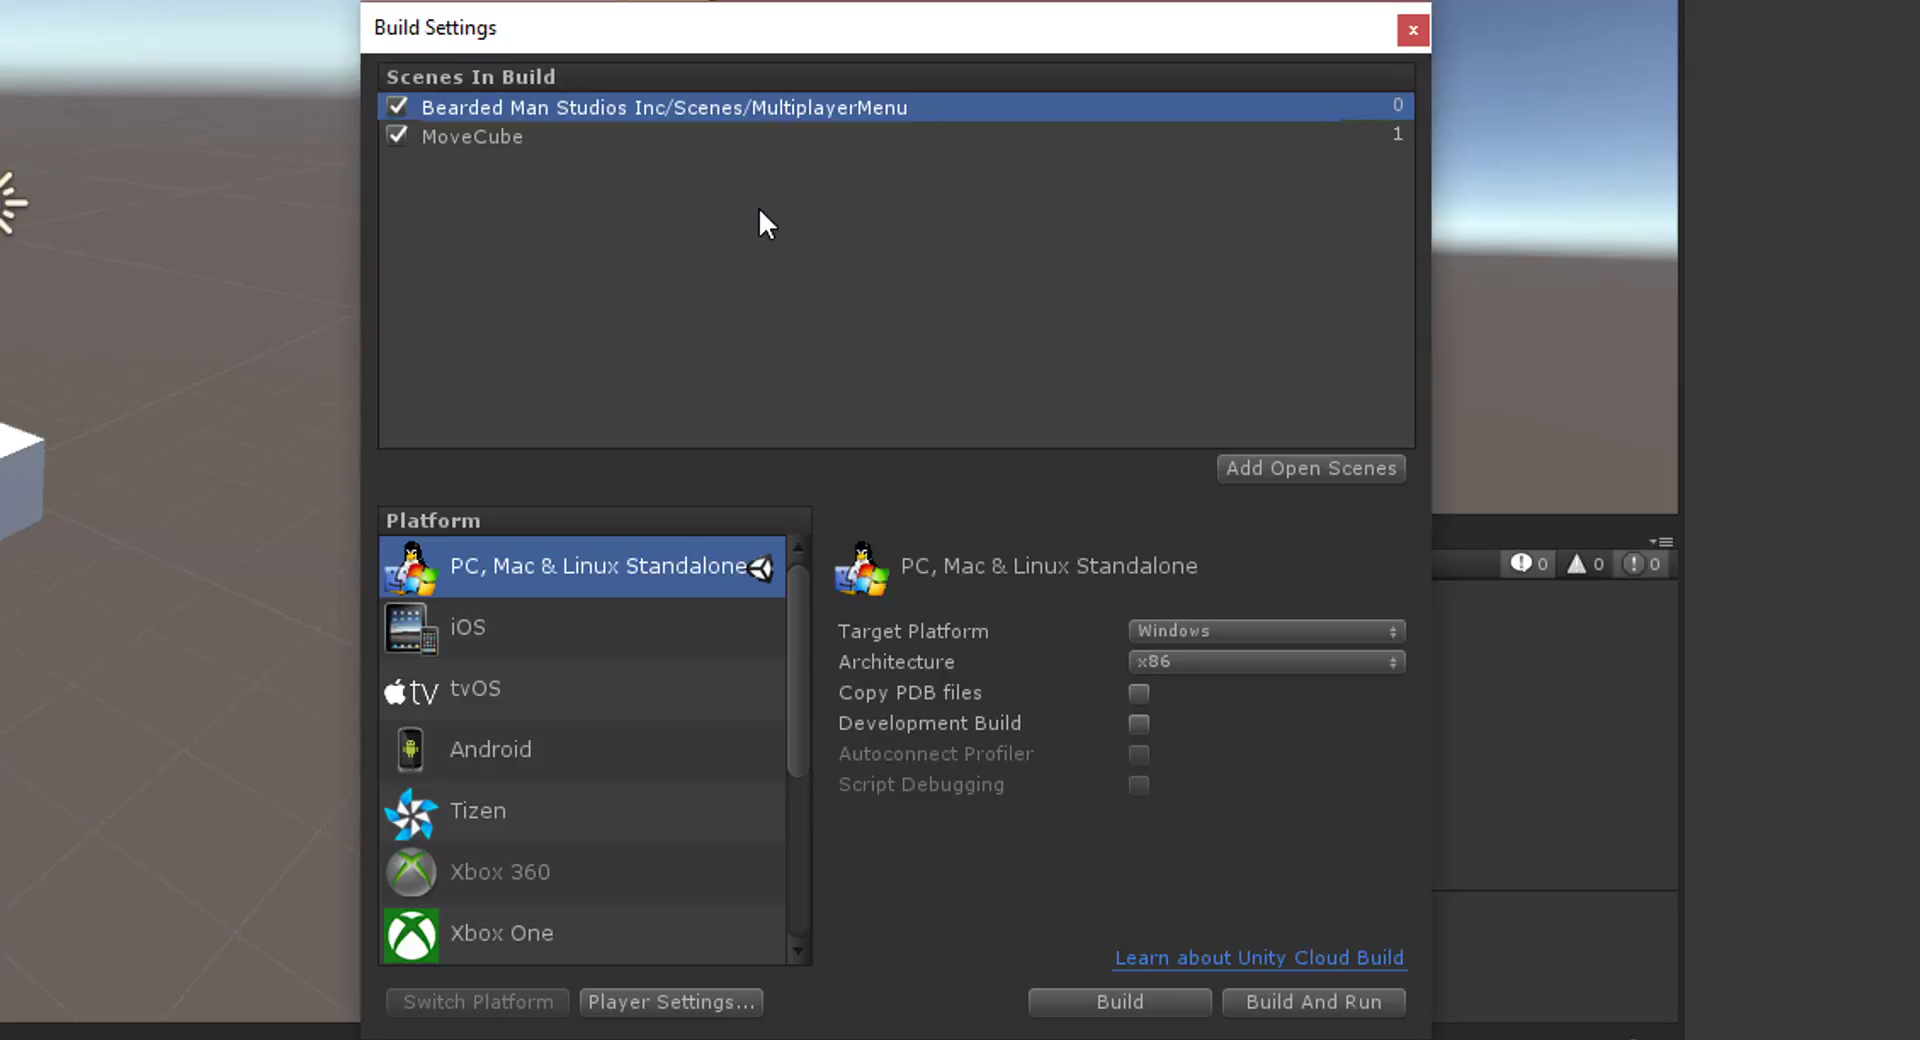 Build Settings
x
Scenes In Build
Bearded Man Studios Inc/Scenes/MultiplayerMenu 0
MoveCube 1
Add Open Scenes
Platform
PC, Mac & Linux Standalone
iOS
tv tvOS
Android
Tizen
Xbox 360
Xbox One
PC, Mac & Linux Standalone
Target Platform Windows
Architecture x86
Copy PDB files
Development Build
Autoconnect Profiler
Script Debugging
0 0 0
Learn about Unity Cloud Build
Switch Platform Player Settings... Build Build And Run